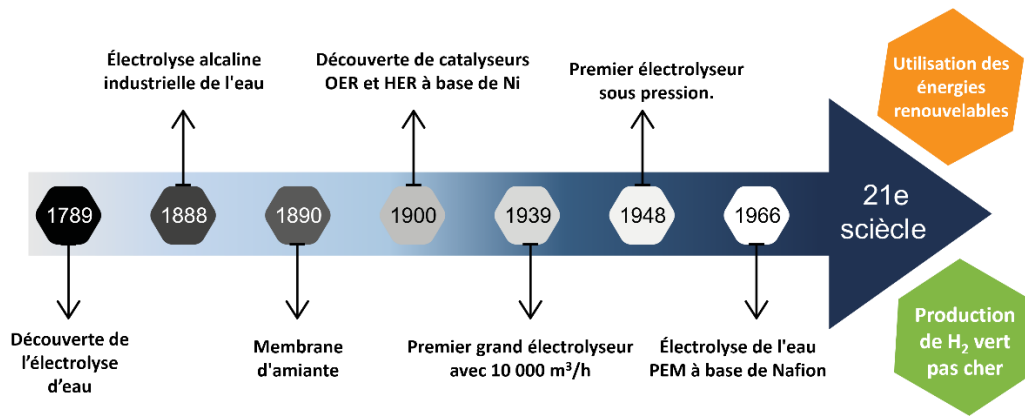 Électrolyse alcaline
industrielle de l'eau
Découverte de catalyseurs
OER et HER à base de Ni
Premier électrolyseur
sous pression.
Utilisation des
énergies
renouvelables
1789
1888
1890
1900
1939
1948
1966
21e
sciècle
Découverte de
l’électrolyse
d’eau
Membrane
d'amiante
Premier grand électrolyseur
avec 10 000 m³/h
Électrolyse de l'eau
PEM à base de Nafion
Production
de H₂ vert
pas cher